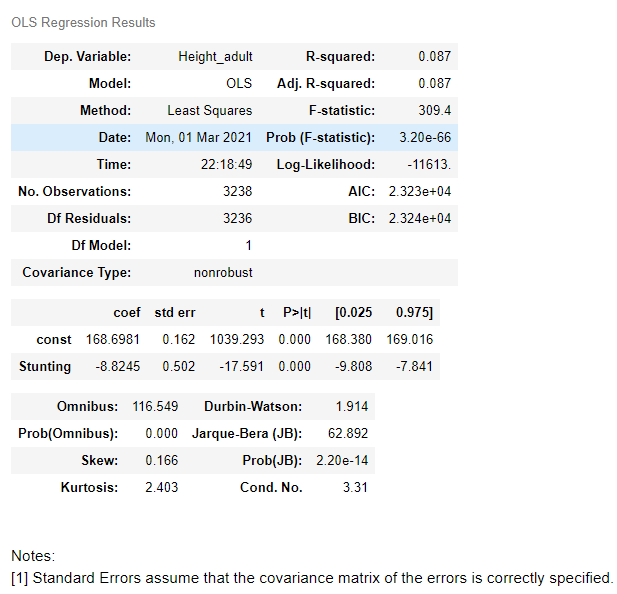 OLS Regression Results
Dep. Variable: Height_adult R-squared: 0.087
Model: OLS Adj. R-squared: 0.087
Method: Least Squares F-statistic: 309.4
Date: Mon, 01 Mar 2021 Prob (F-statistic): 3.20e-66
Time: 22:18:49 Log-Likelihood: -11613.
No. Observations: 3238 AIC: 2.323e+04
Df Residuals: 3236 BIC: 2.324e+04
Df Model: 1
Covariance Type: nonrobust
coef std err t P>|t| [0.025 0.975]
const 168.6981 0.162 1039.293 0.000 168.380 169.016
Stunting -8.8245 0.502 -17.591 0.000 -9.808 -7.841
Omnibus: 116.549 Durbin-Watson: 1.914
Prob(Omnibus): 0.000 Jarque-Bera (JB): 62.892
Skew: 0.166 Prob(JB): 2.20e-14
Kurtosis: 2.403 Cond. No. 3.31
Notes:
[1] Standard Errors assume that the covariance matrix of the errors is correctly specified.